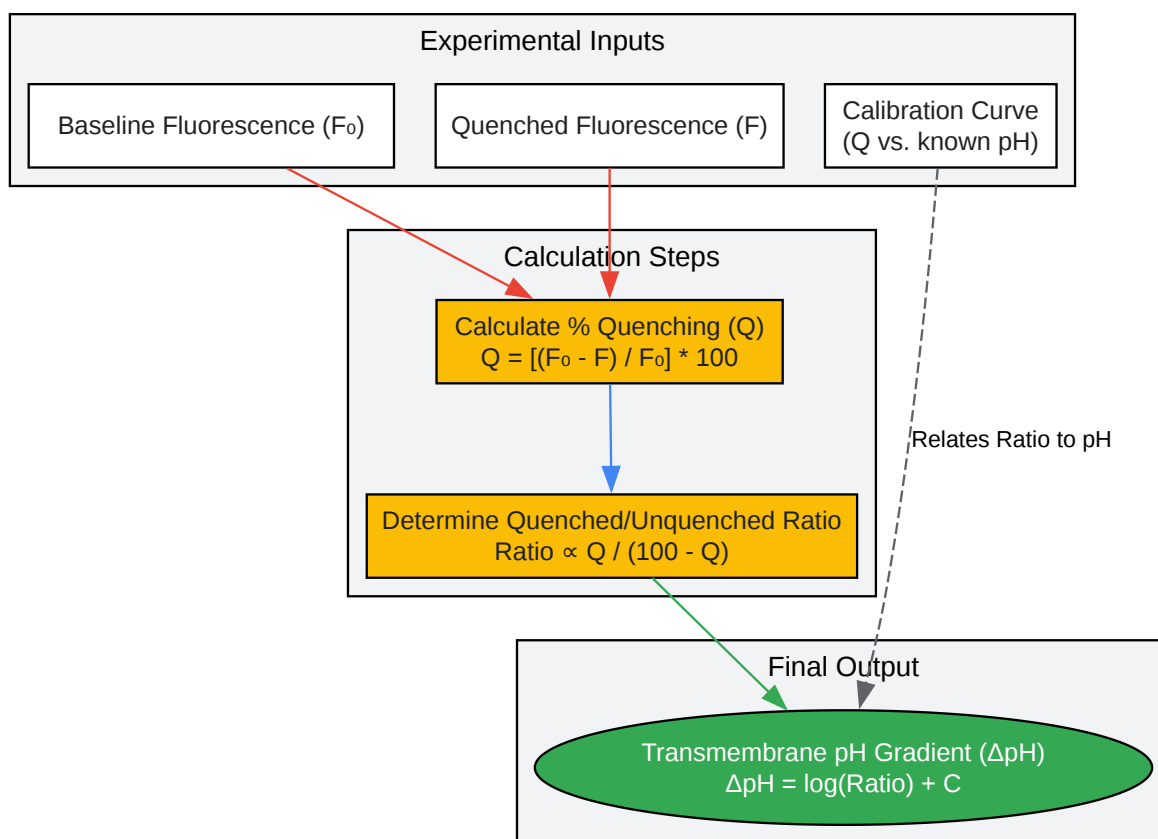 Experimental Inputs
Baseline Fluorescence (F₀)
Quenched Fluorescence (F)
Calibration Curve
(Q vs. known pH)
Calculation Steps
Calculate % Quenching (Q)
Q = [(F₀ - F) / F₀] * 100
Relates Ratio to pH
Determine Quenched/Unquenched Ratio
Ratio ∝ Q / (100 - Q)
Final Output
Transmembrane pH Gradient (ΔpH)
ΔpH = log(Ratio) + C